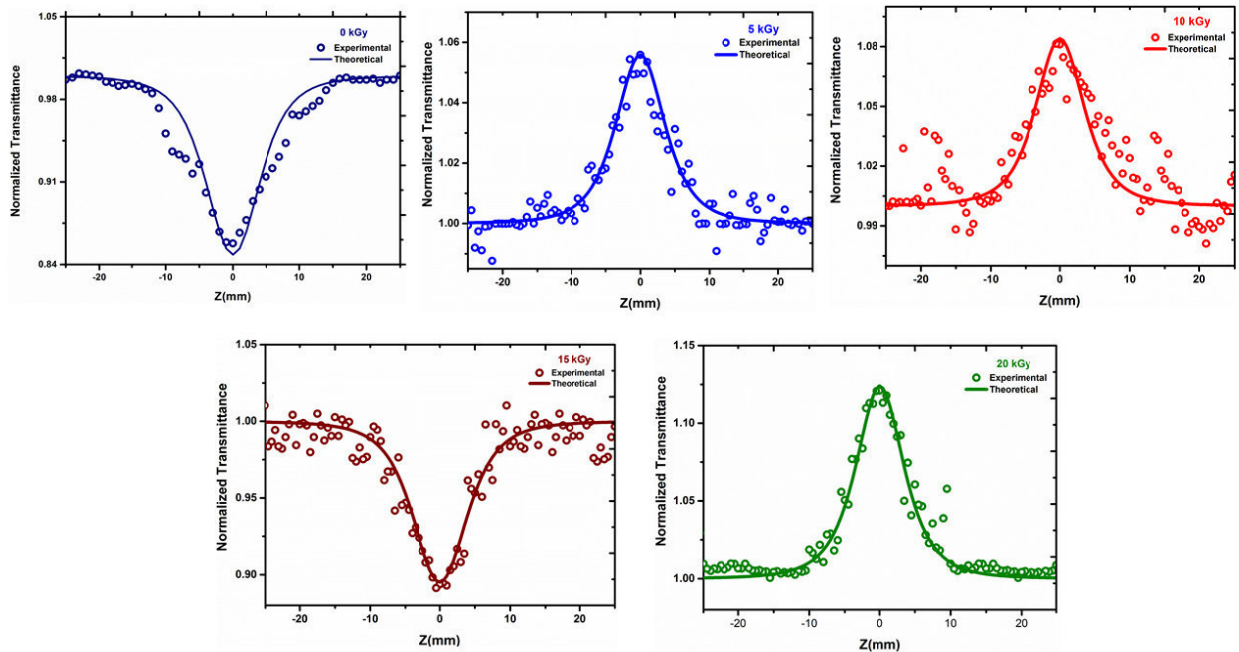 1.05
0 kGy
Experimental
Theoretical
0.98
0.91
0.84
Normalized Transmittance
-20
-10
0
10
20
Z(mm)
5 kGy
Experimental
Theoretical
1.06
1.04
1.02
1.00
Normalized Transmittance
-20
-10
0
10
20
Z(mm)
10 kGy
Experimental
Theoretical
1.08
1.05
1.02
0.99
Normalized Transmittance
-20
-10
0
10
20
Z(mm)
1.05
15 kGy
Experimental
Theoretical
1.00
0.95
0.90
Normalized Transmittance
-20
-10
0
10
20
Z(mm)
1.15
20 kGy
Experimental
Theoretical
1.10
1.05
1.00
Normalized Transmittance
-20
-10
0
10
20
Z(mm)